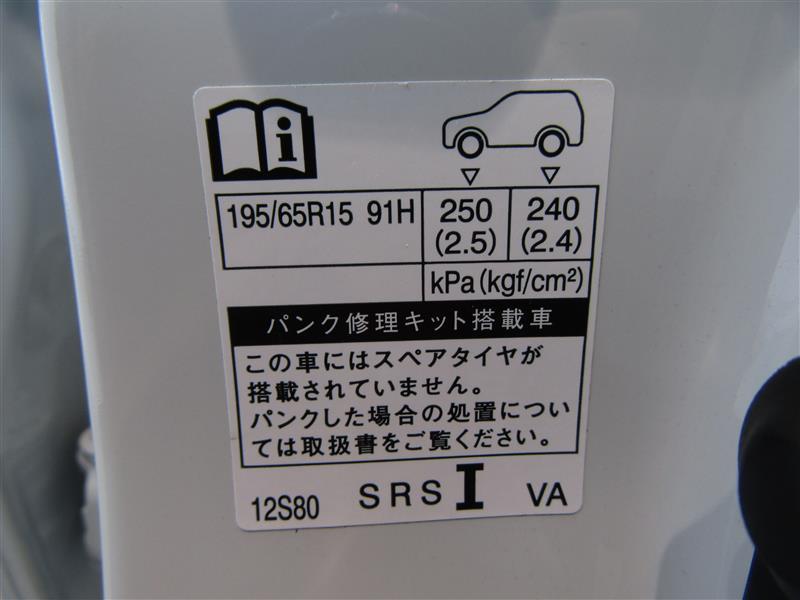 195/65R15 91H
250 (2.5)
240 (2.4)
kPa(kgf/cm²)
パンク修理キット搭載車
この車にはスペアタイヤが
搭載されていません。
パンクした場合の処置につい
ては取扱書をご覧ください。
12S80 SRS I VA